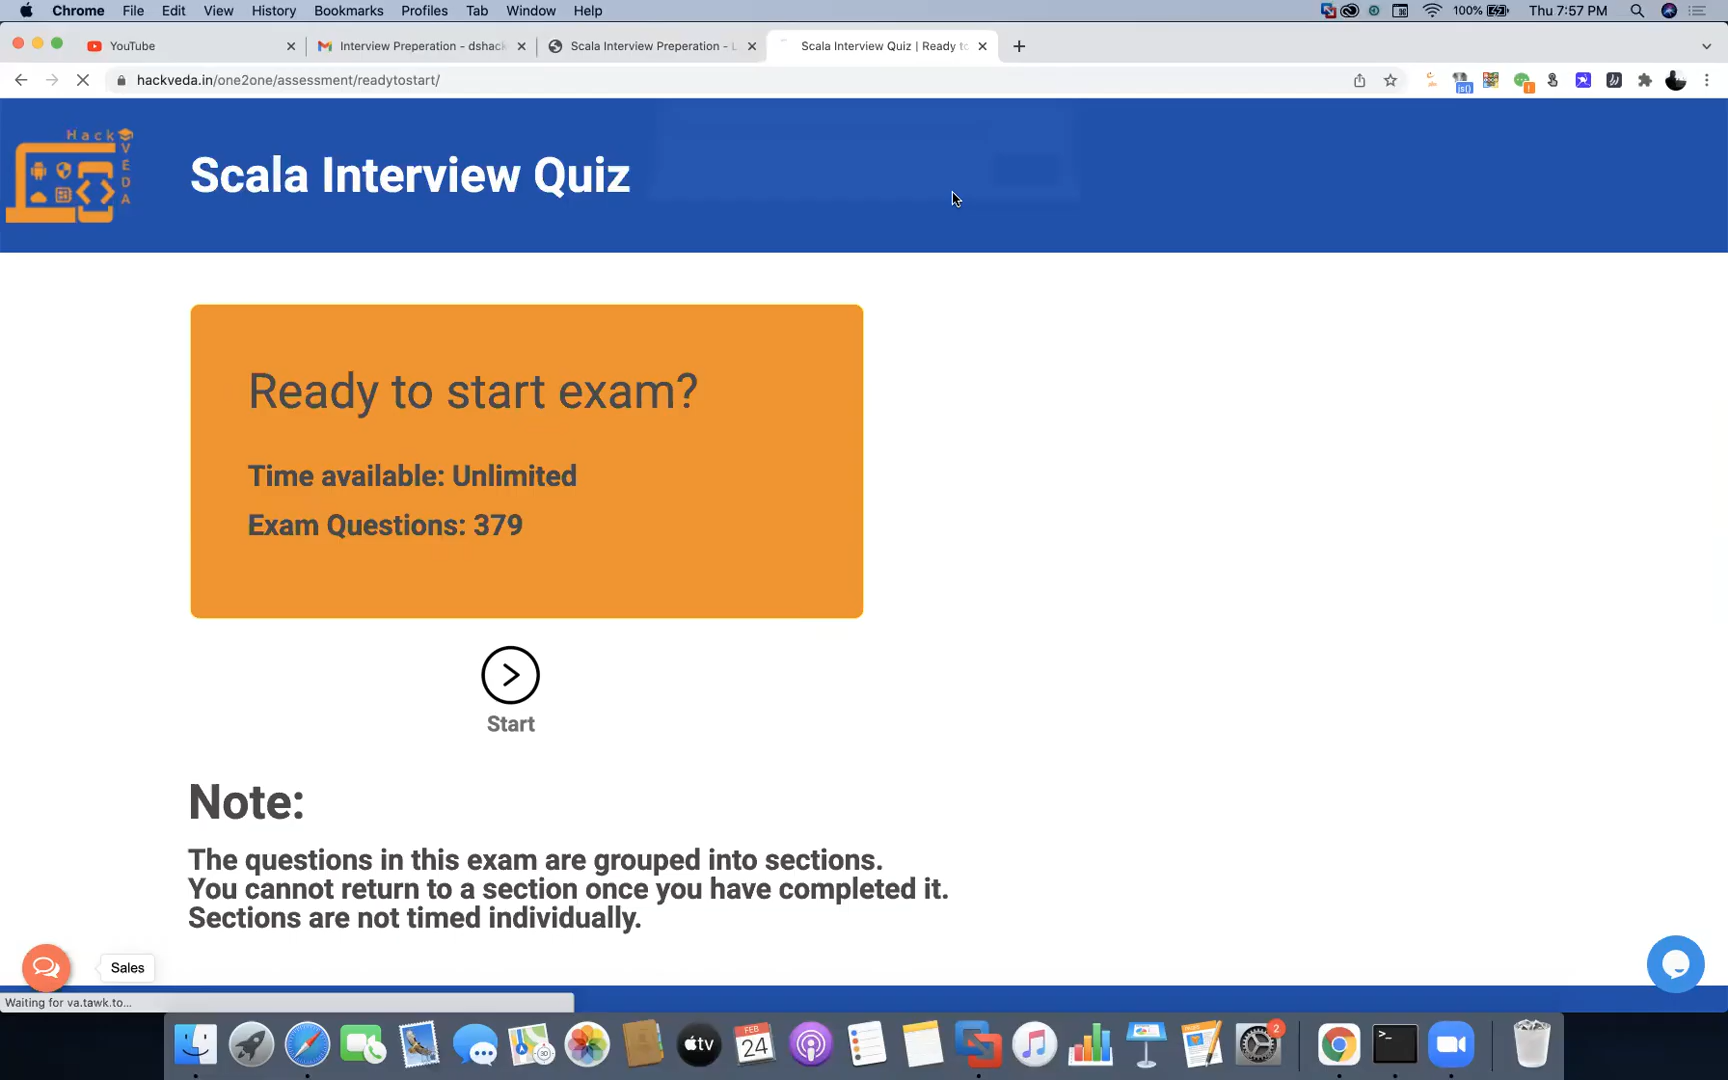 Chrome File Edit View History Bookmarks Profiles Tab Window Help 100% Thu 7:57 PM
YouTube Interview Preperation - dshack Scala Interview Preperation - L Scala Interview Quiz | Ready to
hackveda.in/one2one/assessment/readytostart/
Hack
VEDA
Scala Interview Quiz
Ready to start exam?
Time available: Unlimited
Exam Questions: 379
Start
Note:
The questions in this exam are grouped into sections.
You cannot return to a section once you have completed it.
Sections are not timed individually.
Sales
Waiting for va.tawk.to...
FEB
24
tv
2